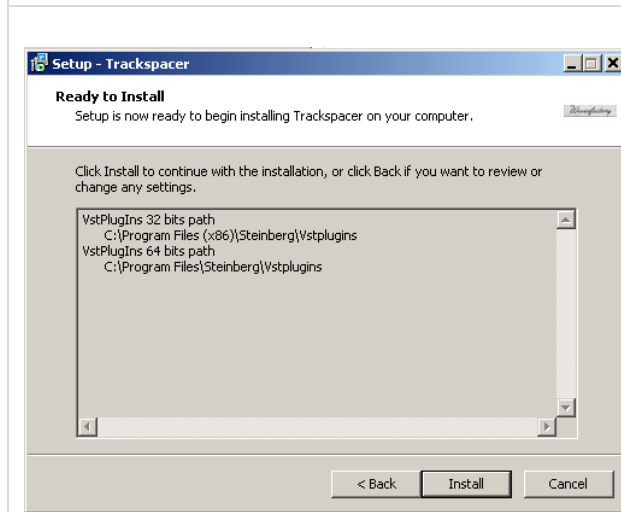 Setup - Trackspacer
Ready to Install
Setup is now ready to begin installing Trackspacer on your computer.
Wavesfactory
Click Install to continue with the installation, or click Back if you want to review or
change any settings.
VstPlugIns 32 bits path
C:\Program Files (x86)\Steinberg\Vstplugins
VstPlugIns 64 bits path
C:\Program Files\Steinberg\Vstplugins
< Back
Install
Cancel